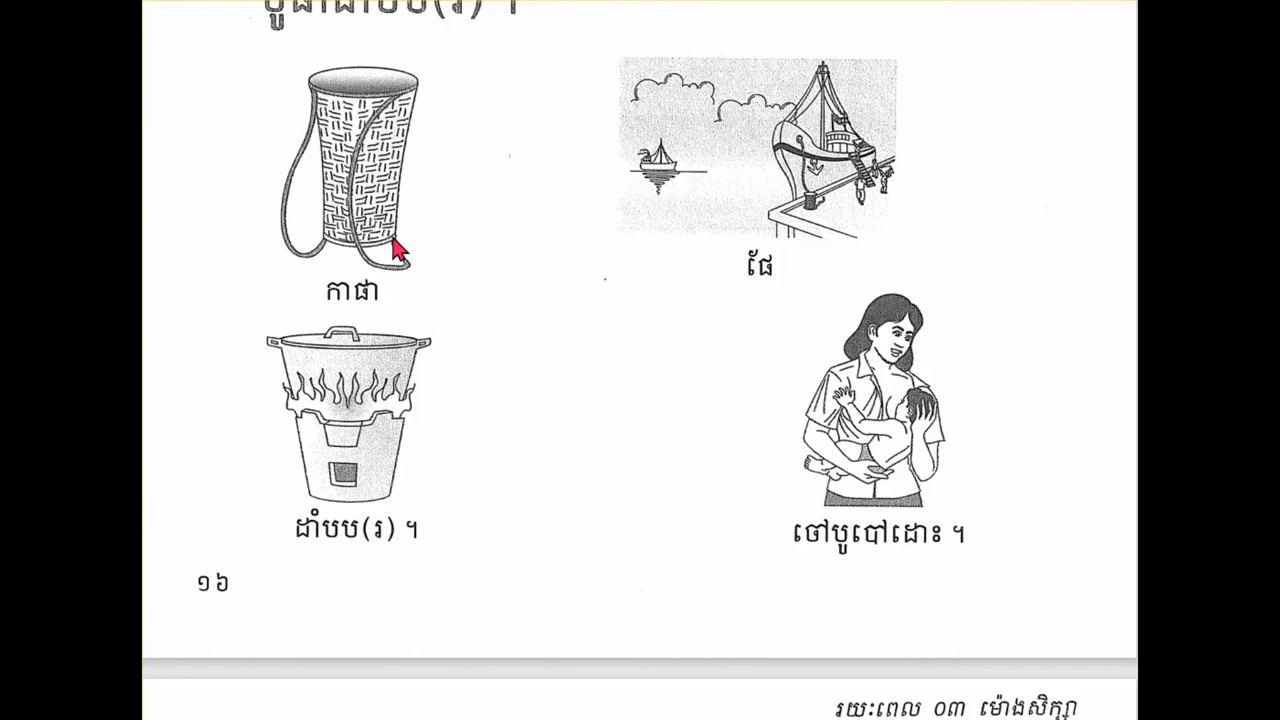 កាផា
ផែ
ដាំបប(រ) ។
ចៅបូបៅដោះ ។
១៦
រយៈពេល ០៣ ម៉ោងសិក្សា